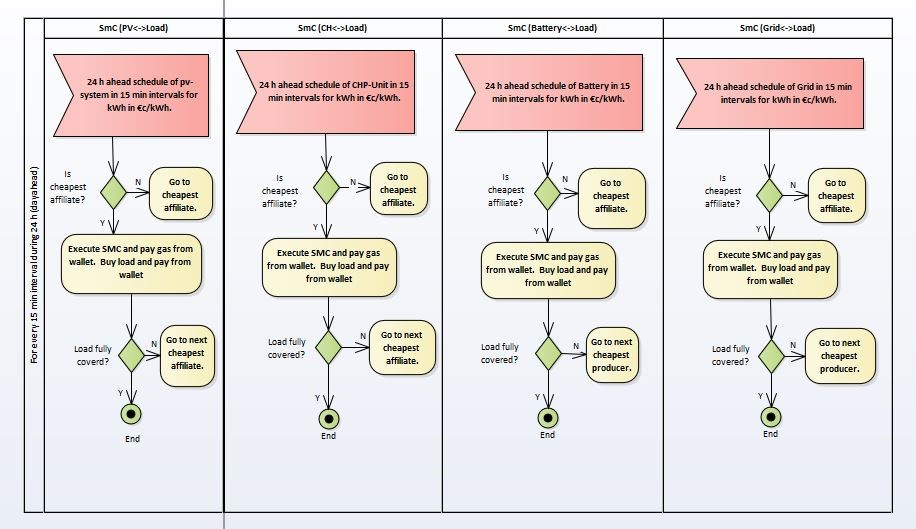 SmC (PV<->Load)
SmC (CH<->Load)
SmC (Battery<->Load)
SmC (Grid<->Load)
For every 15 min interval during 24 h (dayahead)
24 h ahead schedule of pv-
system in 15 min intervals for
kWh in €c/kWh.
Is
cheapest
affiliate?
N
Go to
cheapest
affiliate.
Y
Execute SMC and pay gas from
wallet. Buy load and pay from
wallet
Load fully
coverd?
N
Go to next
cheapest
affiliate.
Y
End
24 h ahead schedule of CHP-Unit in 15
min intervals for kWh in €c/kWh.
Is
cheapest
affiliate?
N
Go to
cheapest
affiliate.
Y
Execute SMC and pay gas
from wallet. Buy load and pay
from wallet
Load fully
covered?
N
Go to next
cheapest
affiliate.
Y
End
24 h ahead schedule of Battery in 15
min intervals for kWh in €c/kWh.
Is
cheapest
affiliate?
N
Go to
cheapest
affiliate.
Y
Execute SMC and pay gas
from wallet. Buy load and pay
from wallet
Load fully
covered?
N
Go to next
cheapest
producer.
Y
End
24 h ahead schedule of Grid in 15 min
intervals for kWh in €c/kWh.
Is
cheapest
affiliate?
N
Go to
cheapest
affiliate.
Y
Execute SMC and pay gas
from wallet. Buy load and pay
from wallet
Load fully
covered?
N
Go to next
cheapest
producer.
Y
End